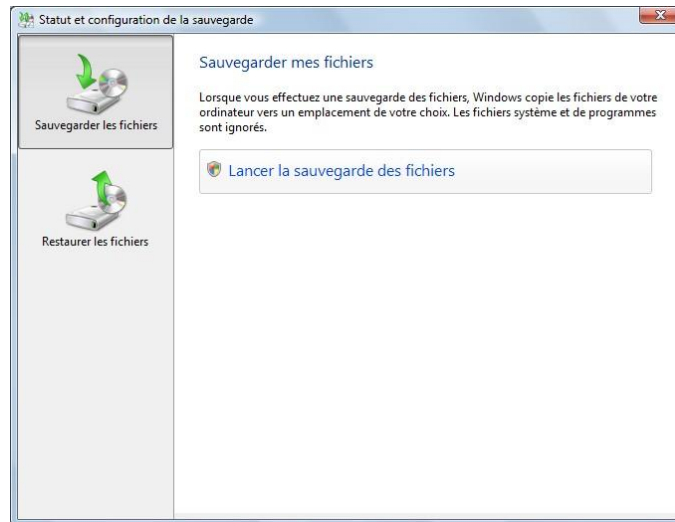 Statut et configuration de la sauvegarde
Sauvegarder les fichiers
Restaurer les fichiers
Sauvegarder mes fichiers
Lorsque vous effectuez une sauvegarde des fichiers, Windows copie les fichiers de votre
ordinateur vers un emplacement de votre choix. Les fichiers système et de programmes
sont ignorés.
Lancer la sauvegarde des fichiers